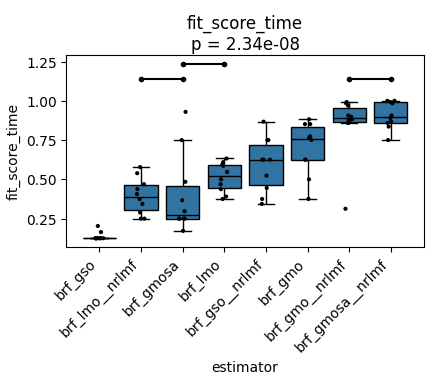 fit_score_time
p = 2.34e-08
fit_score_time
1.25
1.00
0.75
0.50
0.25
brf_gso
brf_lmo__nrlmf
brf_gmosa
brf_lmo
brf_gso__nrlmf
brf_gmo
brf_gmo__nrlmf
brf_gmosa__nrlmf
estimator